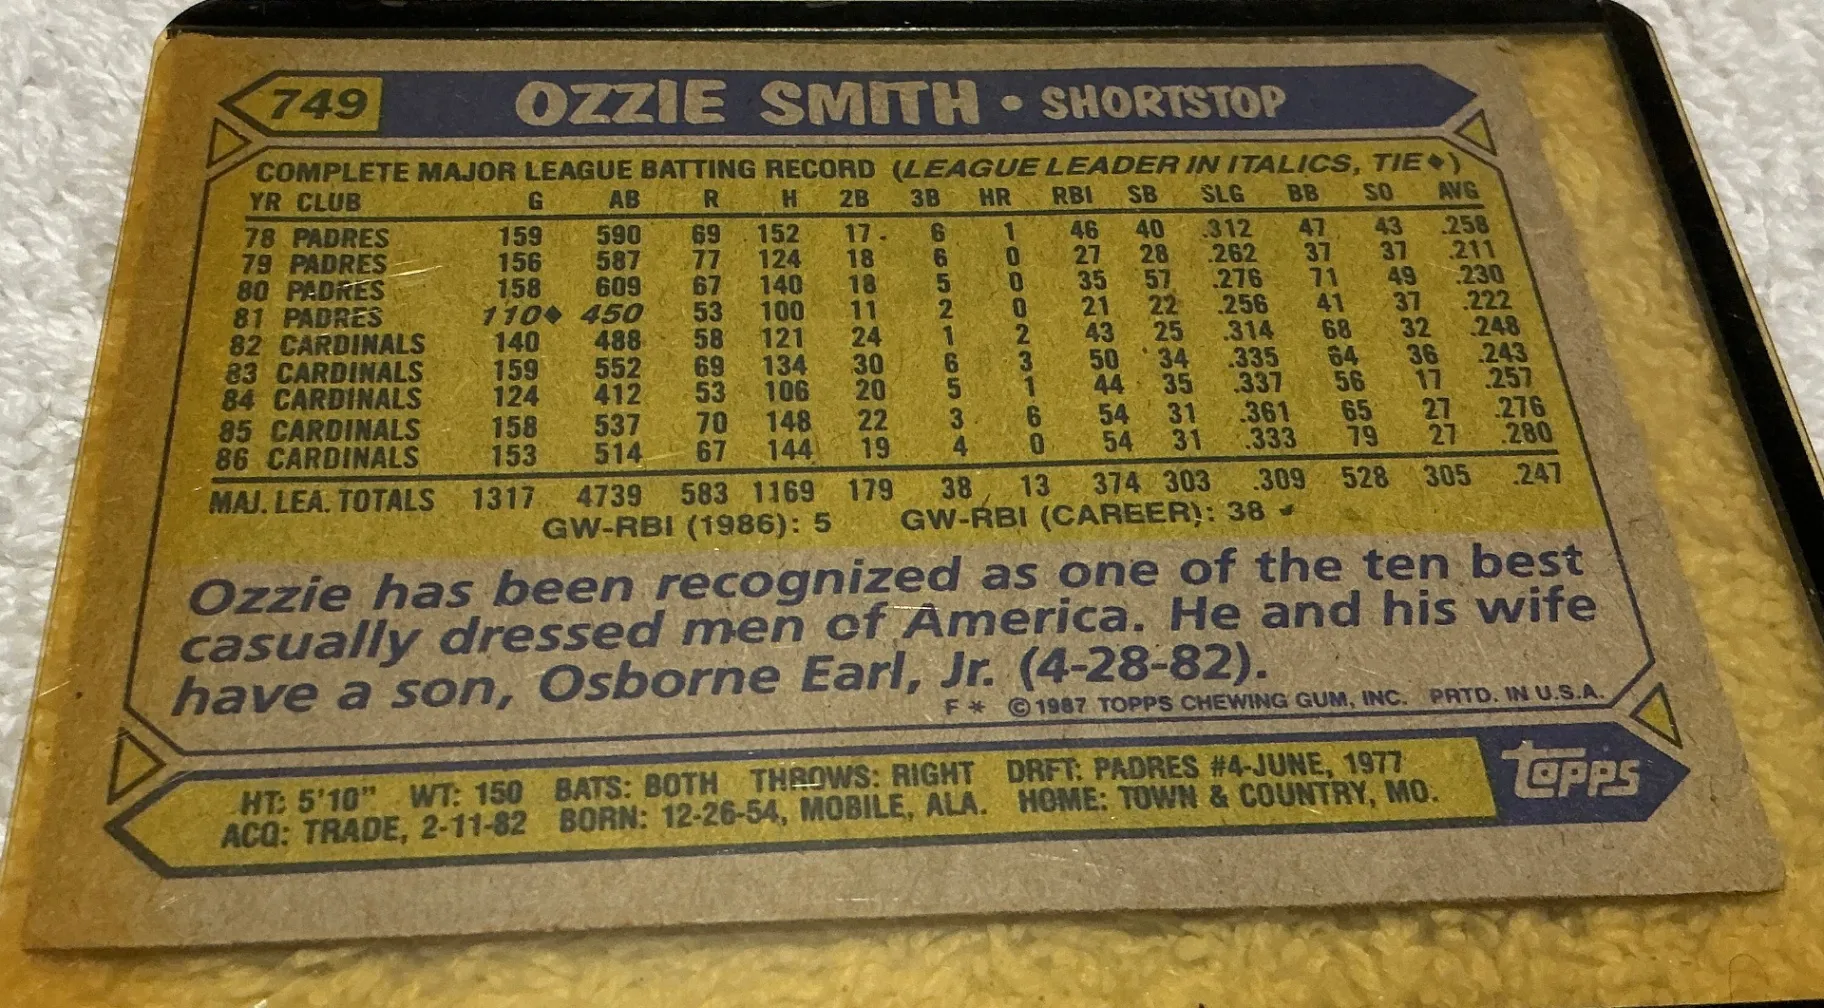 749 OZZIE SMITH • SHORTSTOP
COMPLETE MAJOR LEAGUE BATTING RECORD (LEAGUE LEADER IN ITALICS, TIE◆)
YR CLUB G AB R H 2B 3B HR RBI SB SLG BB SO AVG
78 PADRES 159 590 69 152 17 6 1 46 40 .312 47 43 .258
79 PADRES 156 587 77 124 18 6 0 27 28 .262 37 37 .211
80 PADRES 158 609 67 140 18 5 0 35 57 .276 71 49 .230
81 PADRES 110◆ 450 53 100 11 2 0 21 22 .256 41 37 .222
82 CARDINALS 140 488 58 121 24 1 2 43 25 .314 68 32 .248
83 CARDINALS 159 552 69 134 30 6 3 50 34 .335 64 36 .243
84 CARDINALS 124 412 53 106 20 5 1 44 35 .337 56 17 .257
85 CARDINALS 158 537 70 148 22 3 6 54 31 .361 65 27 .276
86 CARDINALS 153 514 67 144 19 4 0 54 31 .333 79 27 .280
MAJ. LEA. TOTALS 1317 4739 583 1169 179 38 13 374 303 .309 528 305 .247
GW-RBI (1986): 5 GW-RBI (CAREER): 38
Ozzie has been recognized as one of the ten best
casually dressed men of America. He and his wife
have a son, Osborne Earl, Jr. (4-28-82).
F * © 1987 TOPPS CHEWING GUM, INC. PRTD. IN U.S.A.
HT: 5'10" WT: 150 BATS: BOTH THROWS: RIGHT DRFT: PADRES #4-JUNE, 1977
ACQ: TRADE, 2-11-82 BORN: 12-26-54, MOBILE, ALA. HOME: TOWN & COUNTRY, MO.
topps